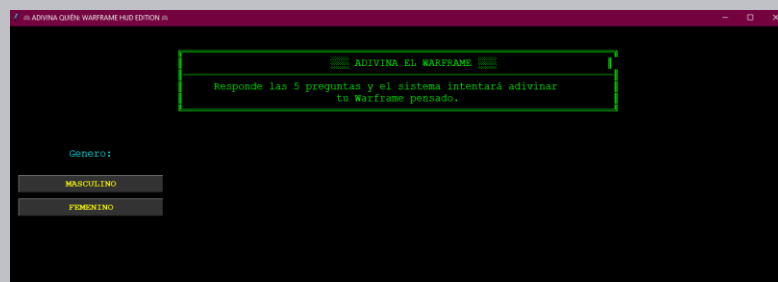 ADIVINA QUIÉN: WARFRAME HUD EDITION
ADIVINA EL WARFRAME
Responde las 5 preguntas y el sistema intentará adivinar
tu Warframe pensado.
Genero:
MASCULINO
FEMENINO